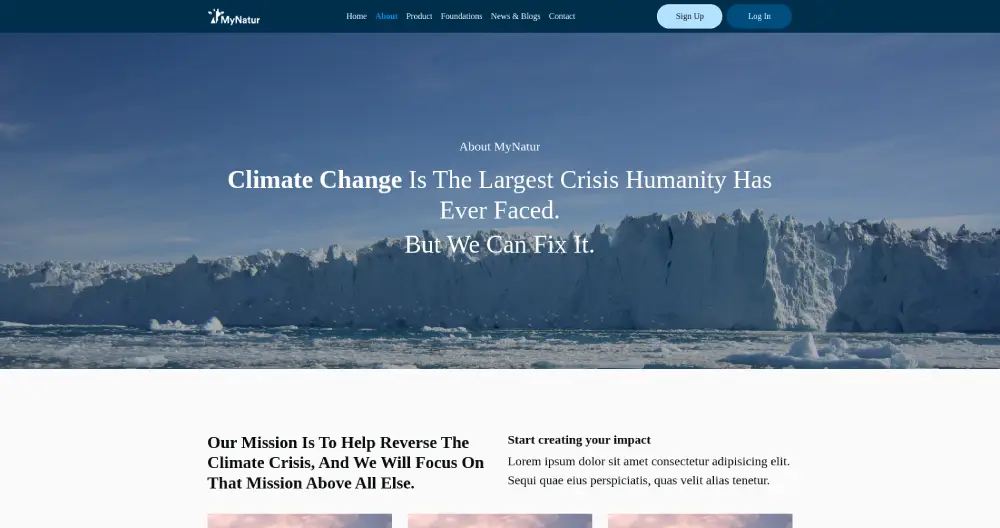 MyNatur
Home About Product Foundations News & Blogs Contact
Sign Up
Log In
About MyNatur
Climate Change Is The Largest Crisis Humanity Has
Ever Faced.
But We Can Fix It.
Our Mission Is To Help Reverse The
Climate Crisis, And We Will Focus On
That Mission Above All Else.
Start creating your impact
Lorem ipsum dolor sit amet consectetur adipisicing elit.
Sequi quae eius perspiciatis, quas velit alias tenetur.